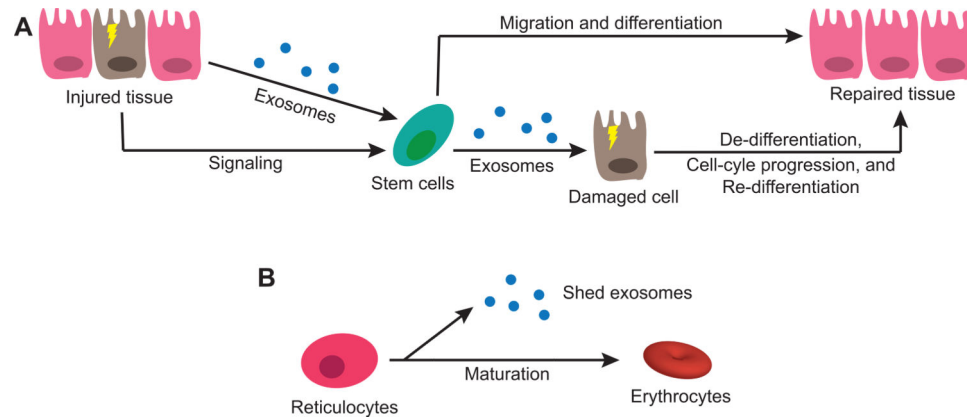 A
Migration and differentiation
Injured tissue
Exosomes
Signaling
Stem cells
Exosomes
Damaged cell
De-differentiation,
Cell-cyle progression, and
Re-differentiation
Repaired tissue
B
Shed exosomes
Reticulocytes
Maturation
Erythrocytes